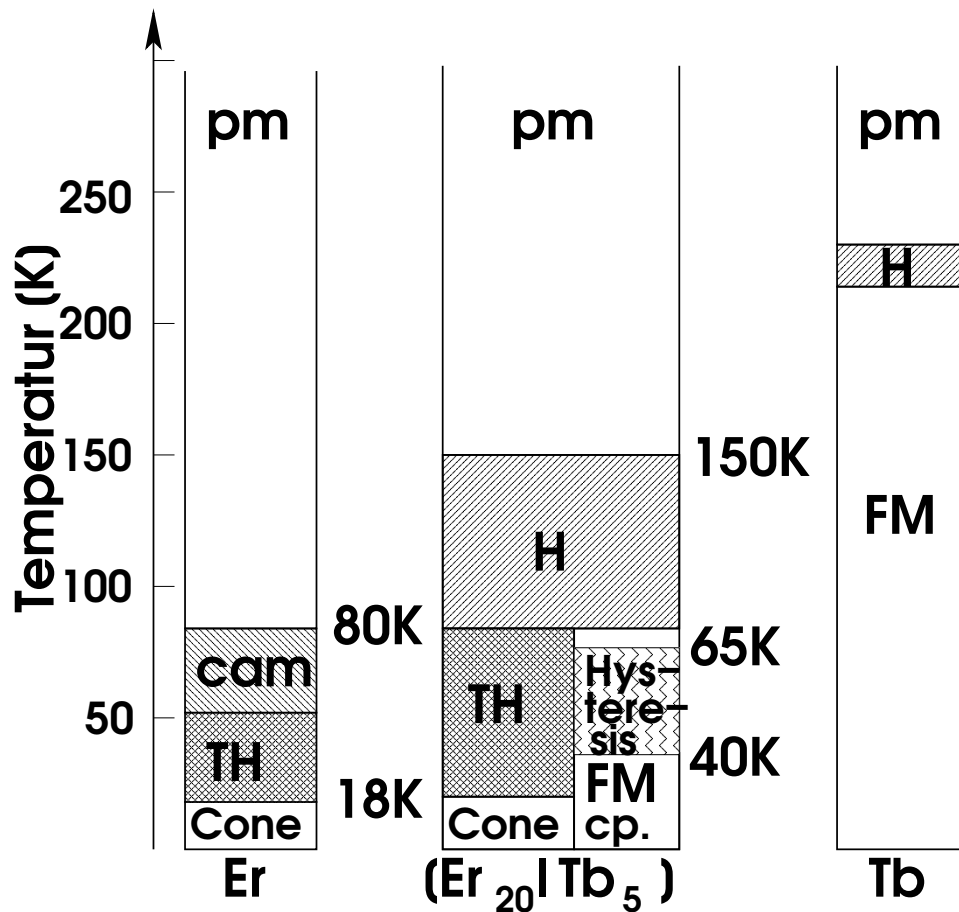 Temperatur (K)
250
200
150
100
50
pm
cam
TH
Cone
Er
80K
18K
pm
H
TH
Cone
Hys-
tere-
sis
FM
cp.
(Er 20 | Tb 5 )
150K
65K
40K
pm
H
FM
Tb